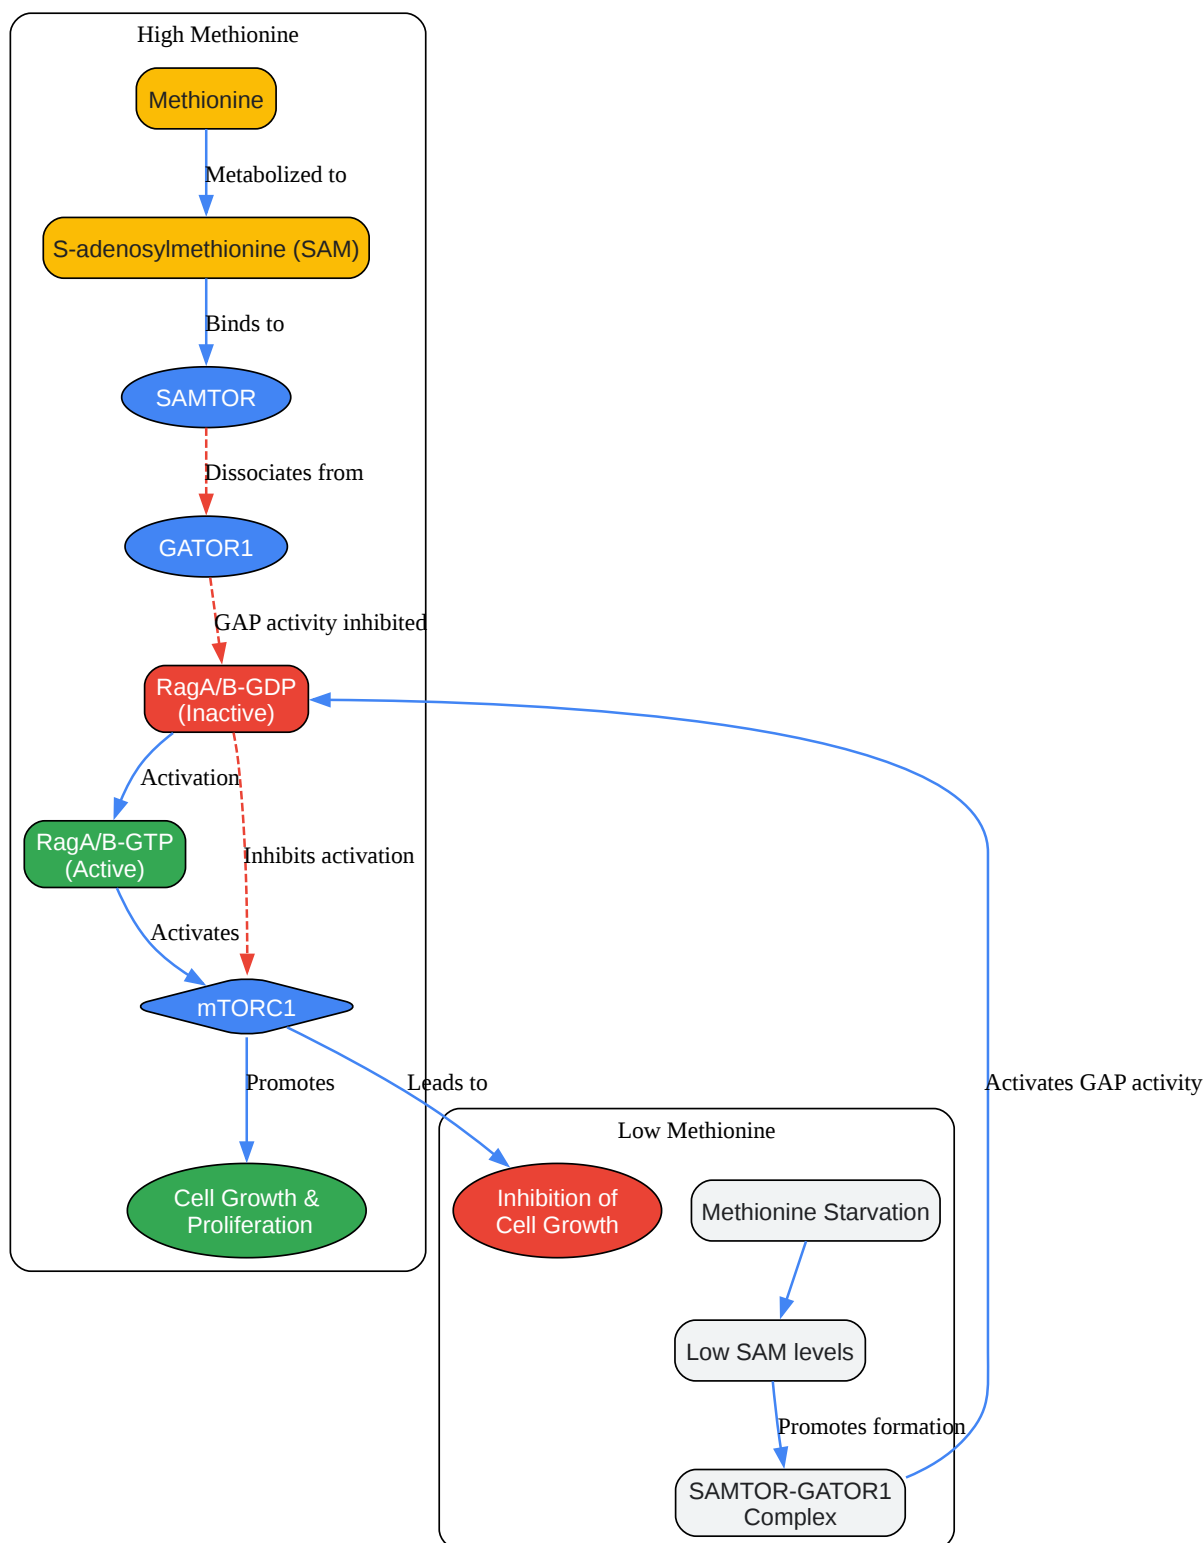 High Methionine
Methionine
Metabolized to
S-adenosylmethionine (SAM)
Binds to
SAMTOR
Dissociates from
GATOR1
GAP activity inhibited
RagA/B-GDP
(Inactive)
Activation
RagA/B-GTP
(Active)
Inhibits activation
Activates
mTORC1
Promotes
Leads to
Activates GAP activity
Cell Growth &
Proliferation
Low Methionine
Inhibition of
Cell Growth
Methionine Starvation
Low SAM levels
Promotes formation
SAMTOR-GATOR1
Complex